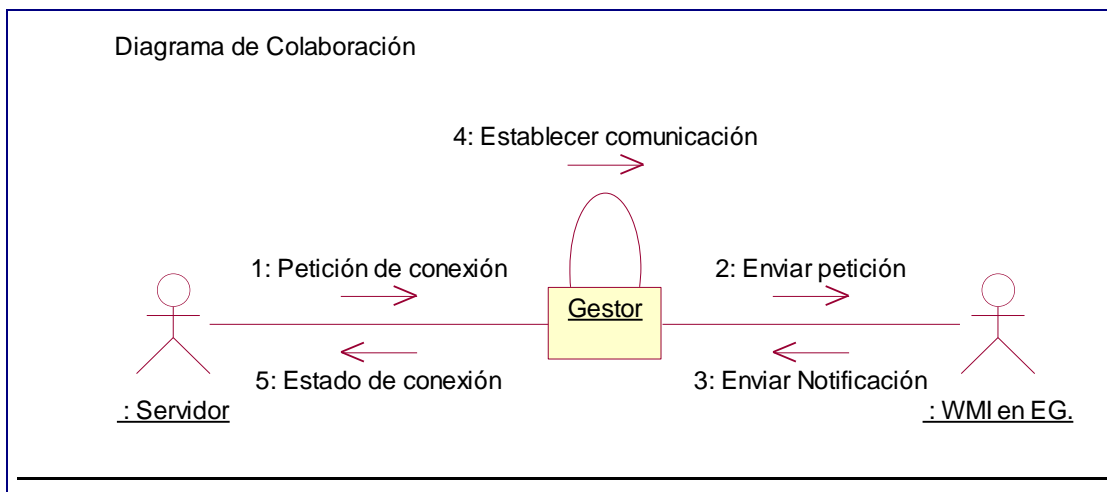 Diagrama de Colaboración
4: Establecer comunicación
1: Petición de conexión
2: Enviar petición
Gestor
5: Estado de conexión
3: Enviar Notificación
: Servidor
: WMI en EG.